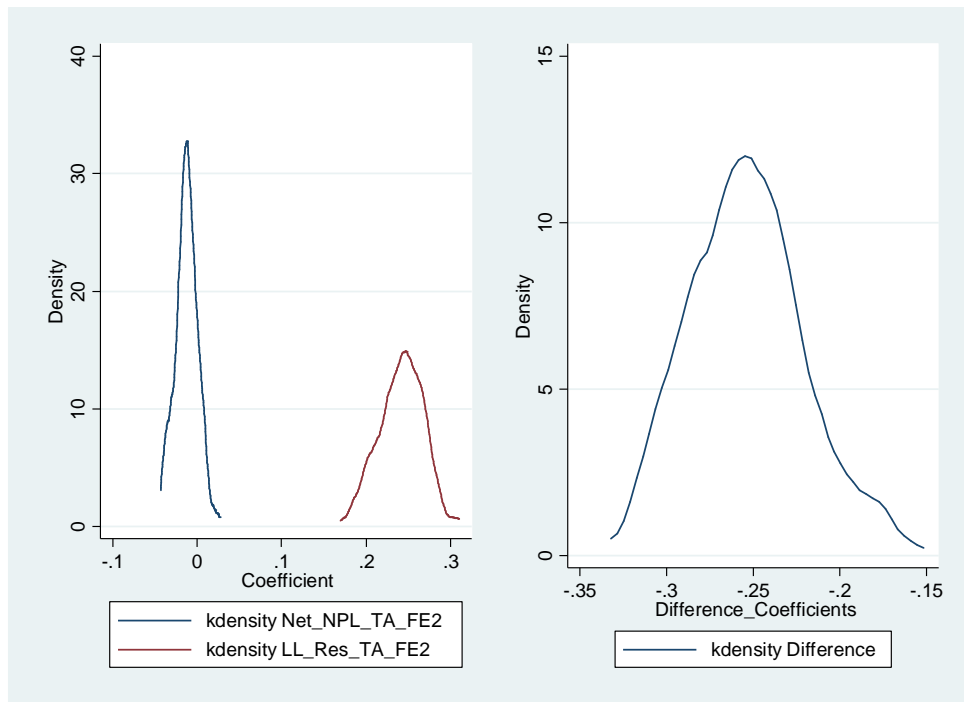 40
30
20
10
0
Density
-.1 0 .1 .2 .3
Coefficient
kdensity Net_NPL_TA_FE2
kdensity LL_Res_TA_FE2
15
10
5
0
Density
-.35 -.3 -.25 -.2 -.15
Difference_Coefficients
kdensity Difference